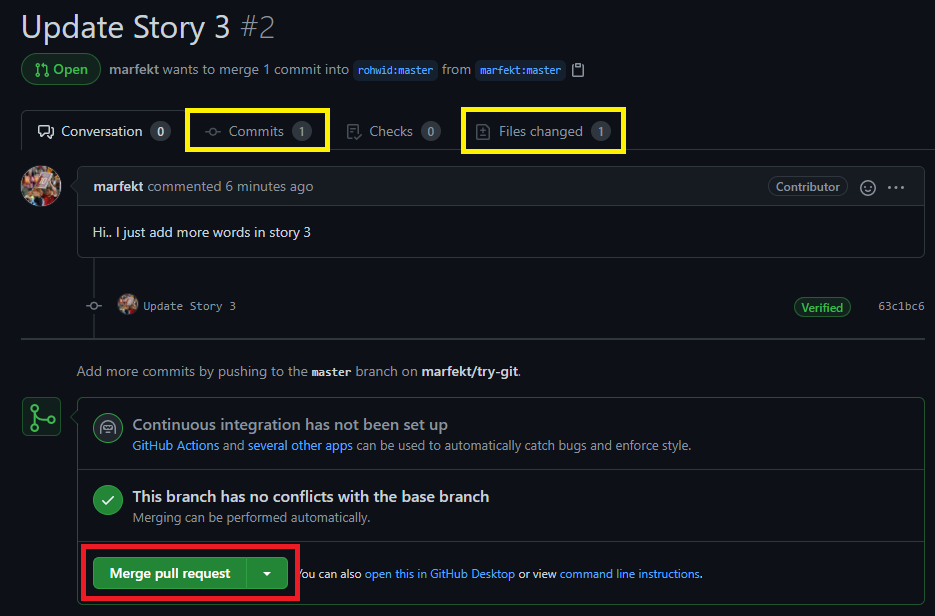 Update Story 3 #2
Open marfekt wants to merge 1 commit into rohwid:master from marfekt:master
Conversation 0 Commits 1 Checks 0 Files changed 1
marfekt commented 6 minutes ago Contributor
Hi.. I just add more words in story 3
Update Story 3 Verified 63c1bc6
Add more commits by pushing to the master branch on marfekt/try-git.
Continuous integration has not been set up
GitHub Actions and several other apps can be used to automatically catch bugs and enforce style.
This branch has no conflicts with the base branch
Merging can be performed automatically.
Merge pull request You can also open this in GitHub Desktop or view command line instructions.